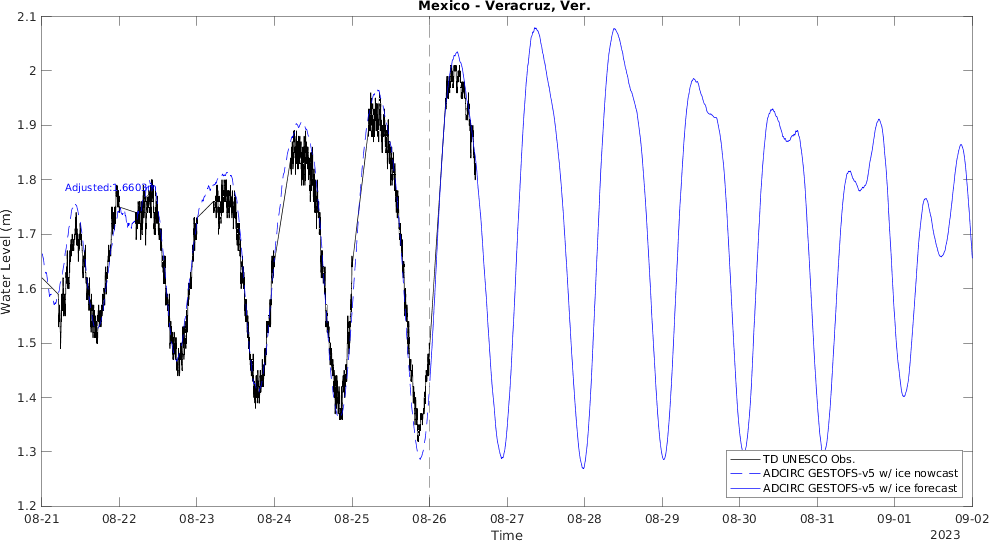 Mexico - Veracruz, Ver.
2.1
2
1.9
1.8
1.7
1.6
1.5
1.4
1.3
1.2
Water Level (m)
TD UNESCO Obs.
ADCIRC GESTOFS-v5 w/ ice nowcast
ADCIRC GESTOFS-v5 w/ ice forecast
08-21 08-22 08-23 08-24 08-25 08-26 08-27 08-28 08-29 08-30 08-31 09-01 09-02
Time
2023